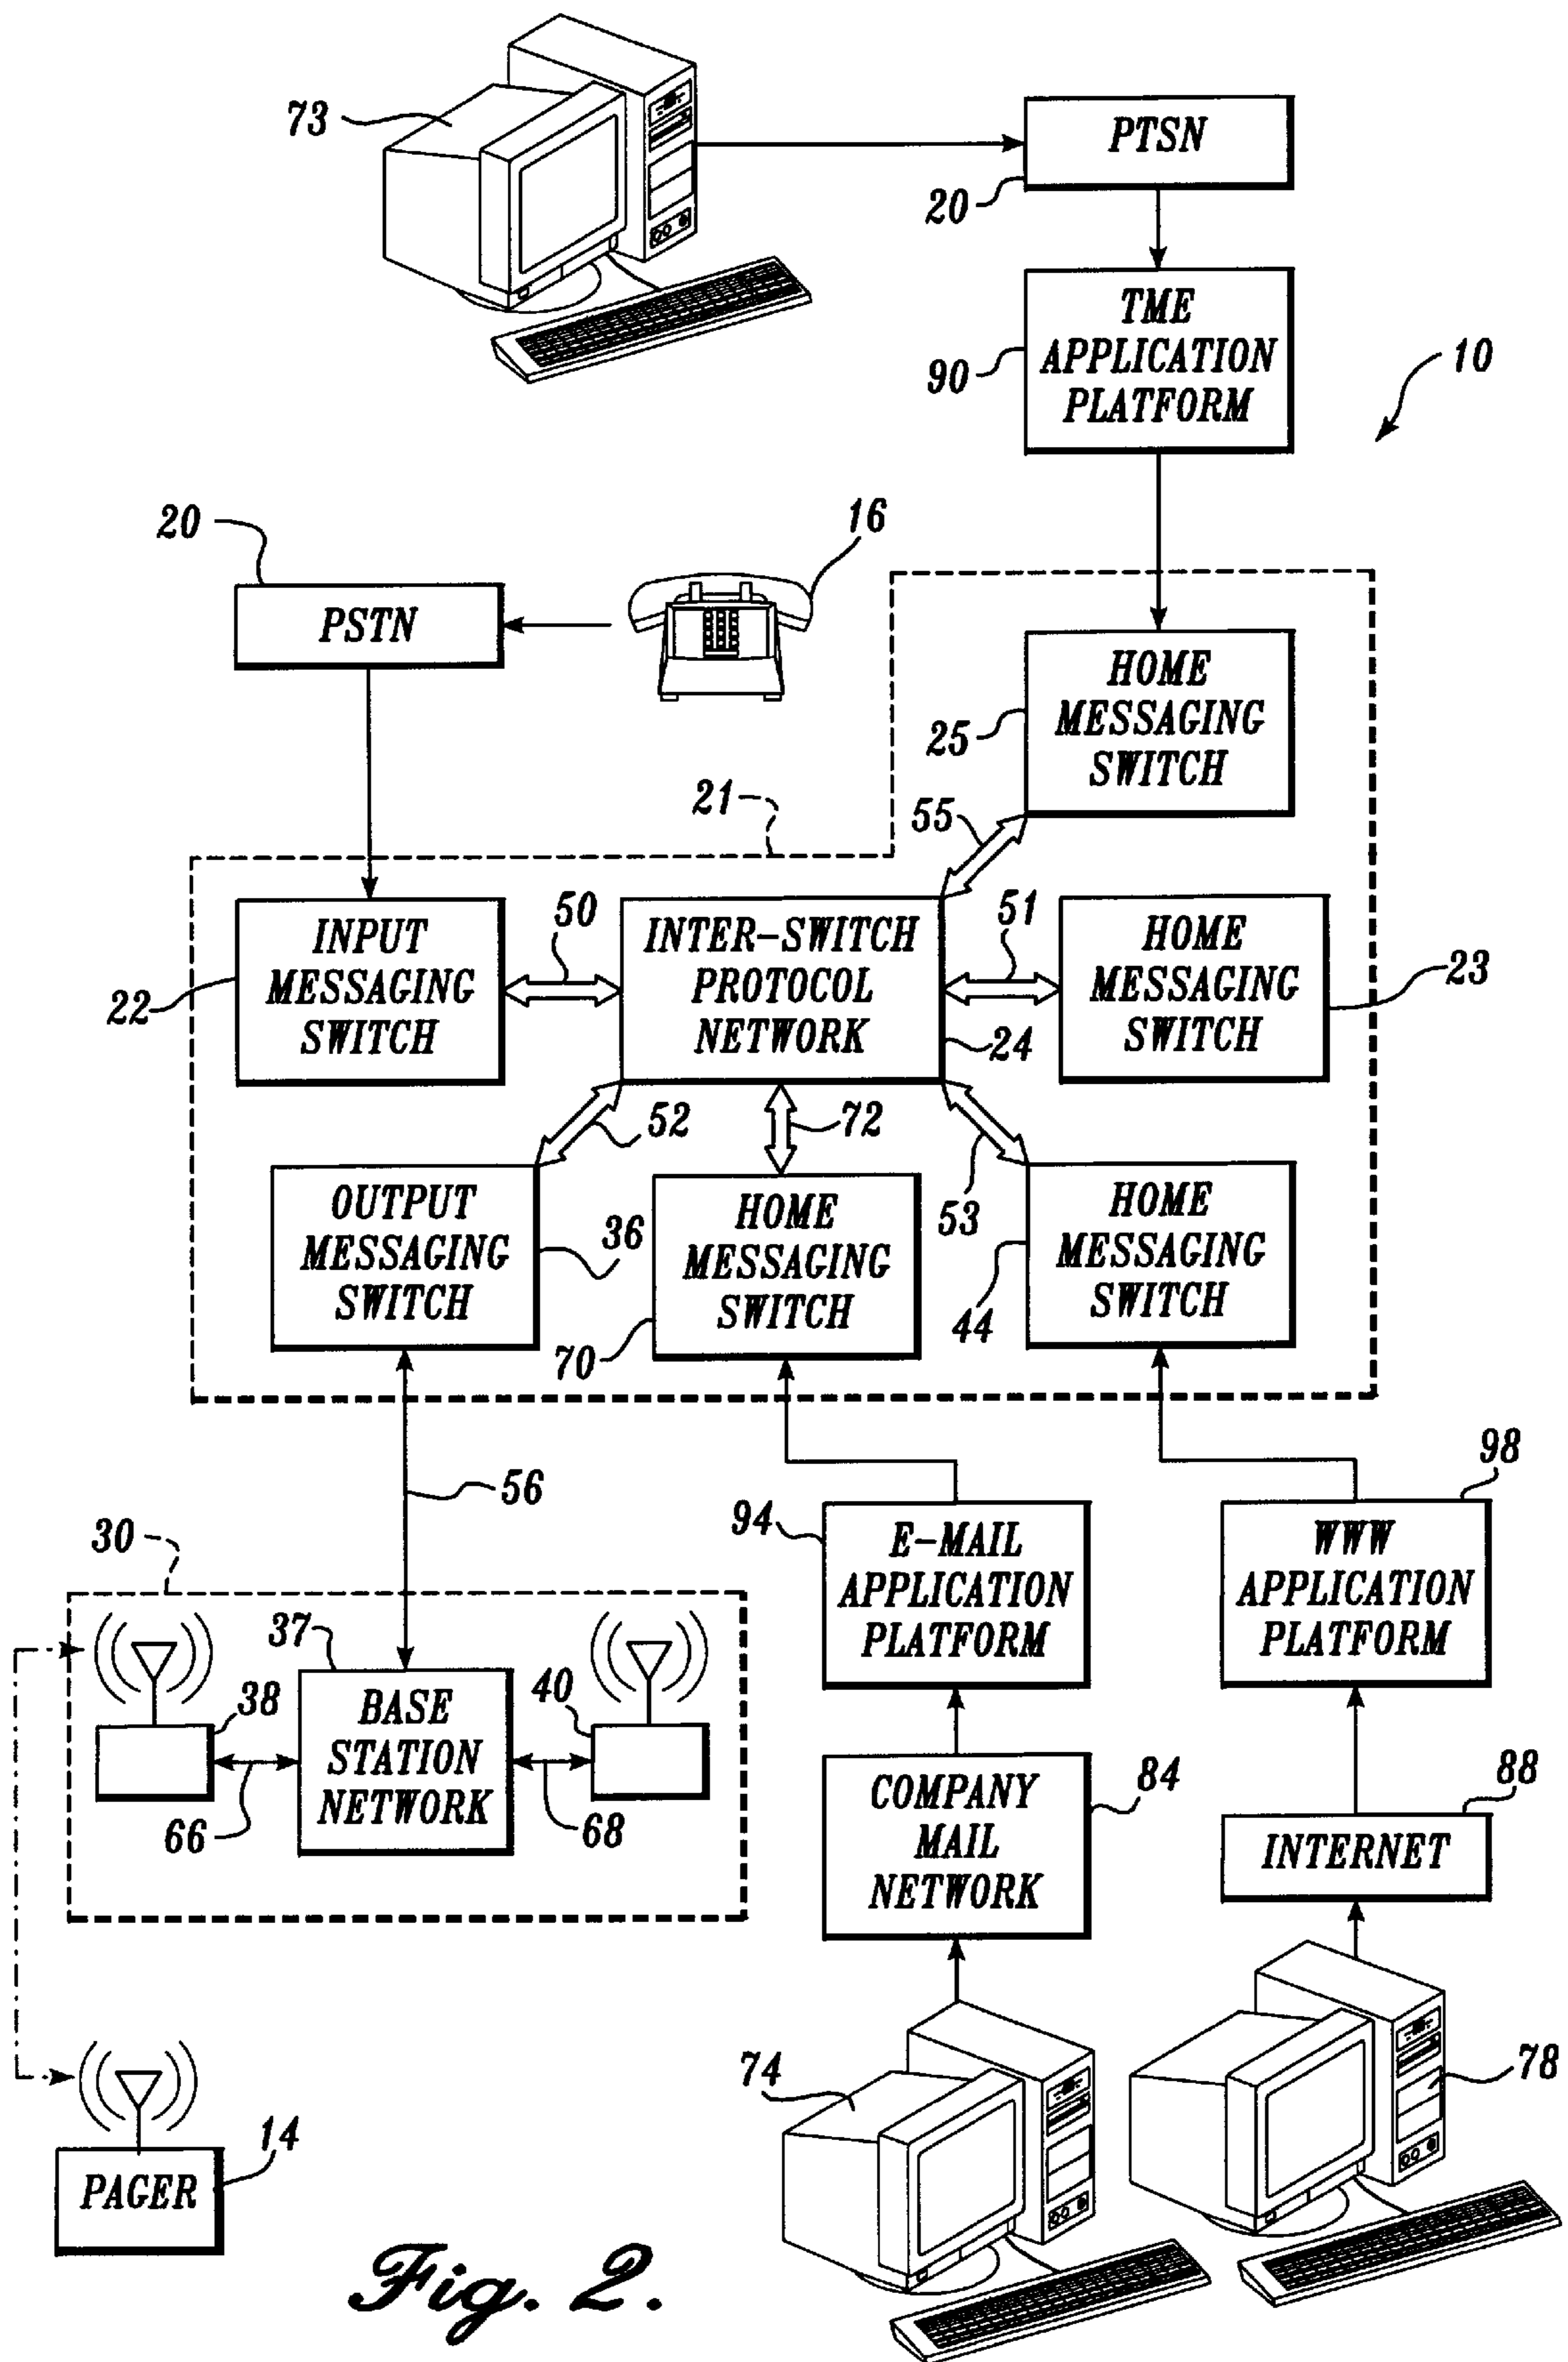 73
PTSN
20
TME
APPLICATION
PLATFORM
90
10
20
16
PSTN
HOME
MESSAGING
SWITCH
25
21
55
INPUT
MESSAGING
SWITCH
22
50
INTER-SWITCH
PROTOCOL
NETWORK
24
51
HOME
MESSAGING
SWITCH
23
52
72
53
OUTPUT
MESSAGING
SWITCH
36
HOME
MESSAGING
SWITCH
70
HOME
MESSAGING
SWITCH
44
56
98
94
E-MAIL
APPLICATION
PLATFORM
WWW
APPLICATION
PLATFORM
30
37
38
BASE
STATION
NETWORK
40
66
68
COMPANY
MAIL
NETWORK
84
88
INTERNET
74
78
14
PAGER
Fig. 2.